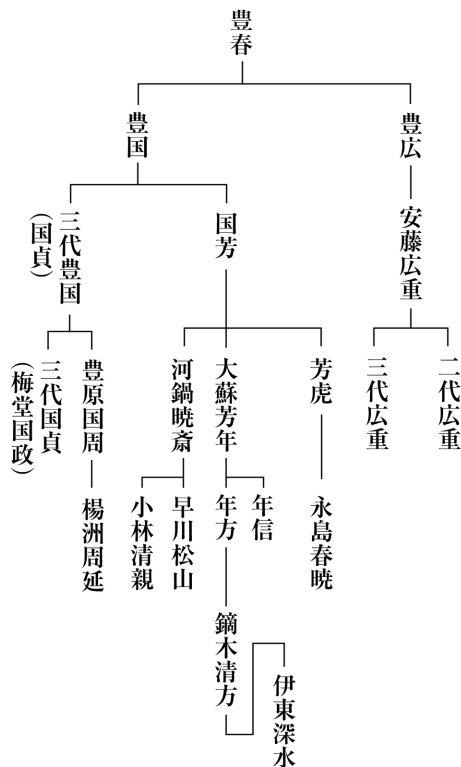 豊春
豊広
豊国
安藤広重
国芳
三代豊国
（国貞）
二代広重
三代広重
芳虎
大蘇芳年
河鍋暁斎
豊原国周
三代国貞
（梅堂国政）
永島春暁
年信
年方
早川松山
小林清親
楊洲周延
鏑木清方
伊東深水